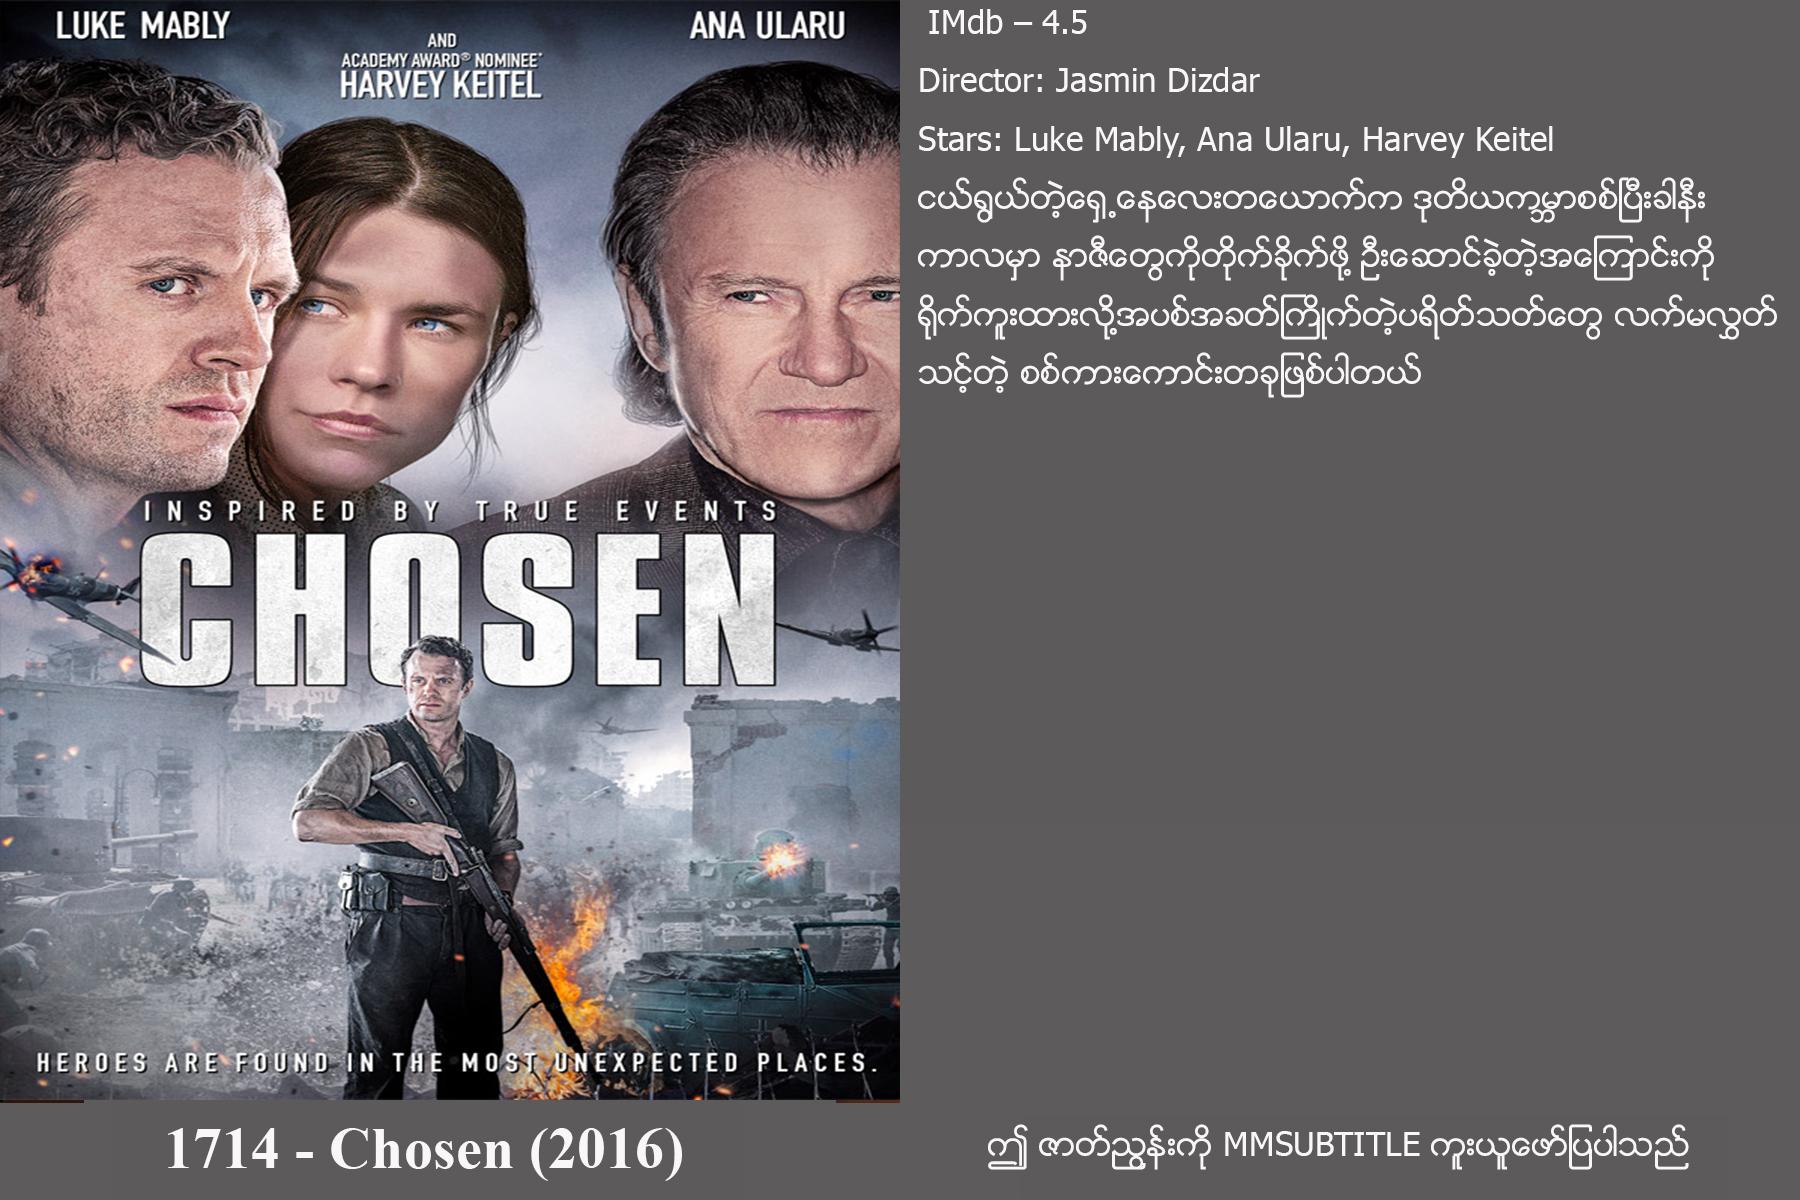 LUKE MABLY
AND
ACADEMY AWARD® NOMINEE*
HARVEY KEITEL
ANA ULARU
INSPIRED BY TRUE EVENTS
CHOSEN
HEROES ARE FOUND IN THE MOST UNEXPECTED PLACES.
1714 - Chosen (2016)
IMdb – 4.5
Director: Jasmin Dizdar
Stars: Luke Mably, Ana Ularu, Harvey Keitel
ငယ်ရွယ်တဲ့ရှေ့နေလေးတယောက်က ဒုတိယကမ္ဘာစစ်ပြီးခါနီး
ကာလမှာ နာဇီတွေကိုတိုက်ခိုက်ဖို့ ဦးဆောင်ခဲ့တဲ့အကြောင်းကို
ရိုက်ကူးထားလို့အပစ်အခတ်ကြိုက်တဲ့ပရိတ်သတ်တွေ လက်မလွှတ်
သင့်တဲ့ စစ်ကားကောင်းတခုဖြစ်ပါတယ်
ဤ ဇာတ်ညွှန်းကို MMSUBTITLE ကူးယူဖော်ပြပါသည်